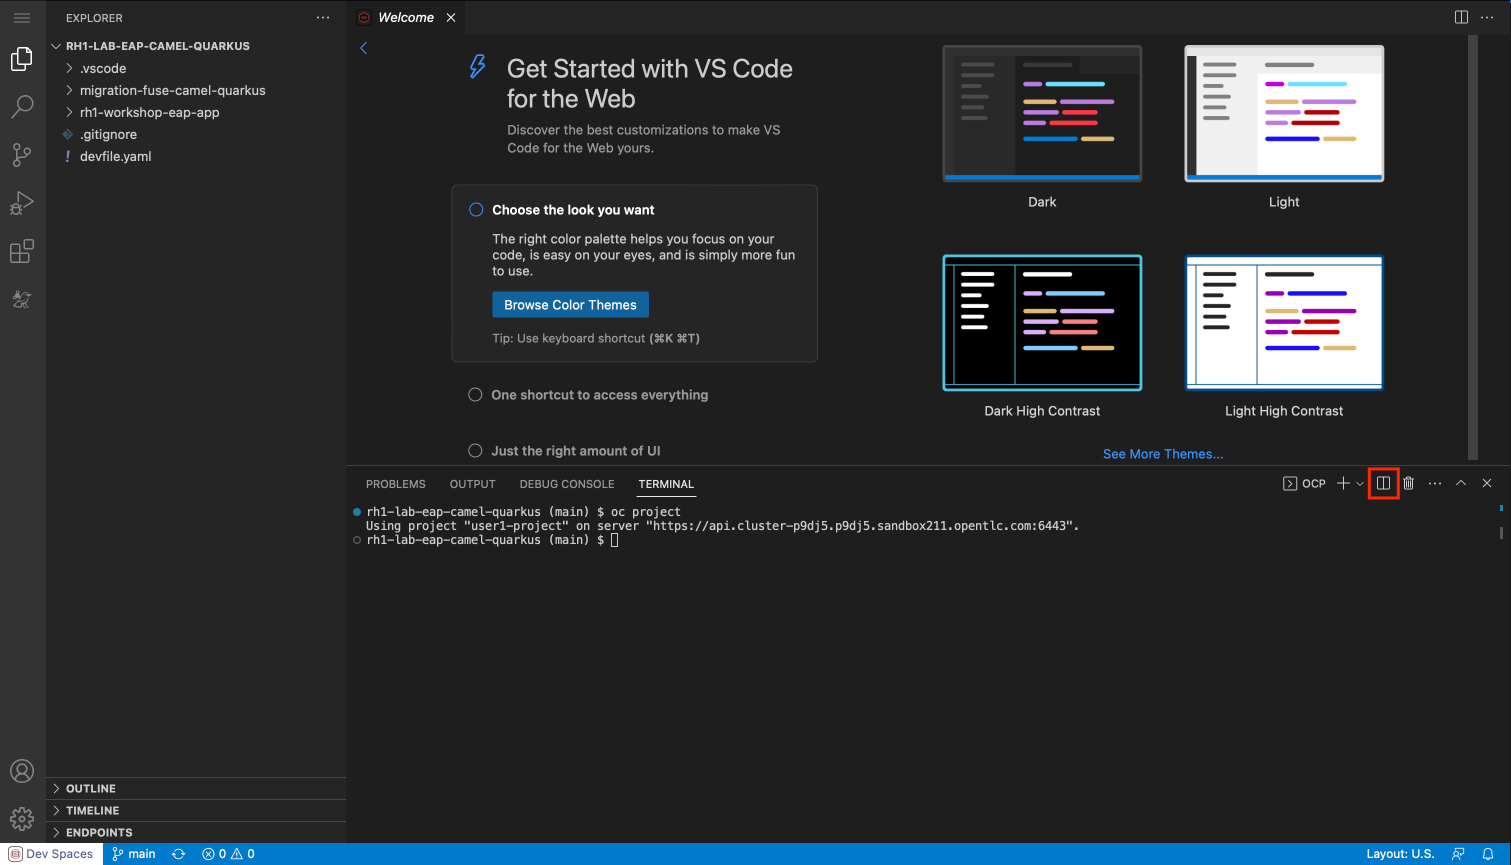 EXPLORER
RH1-LAB-EAP-CAMEL-QUARKUS
.vscode
migration-fuse-camel-quarkus
rh1-workshop-eap-app
.gitignore
! devfile.yaml
OUTLINE
TIMELINE
ENDPOINTS
Welcome
Get Started with VS Code
for the Web
Discover the best customizations to make VS
Code for the Web yours.
Choose the look you want
The right color palette helps you focus on your
code, is easy on your eyes, and is simply more fun
to use.
Browse Color Themes
Tip: Use keyboard shortcut (⌘K ⌘T)
One shortcut to access everything
Just the right amount of UI
Dark
Light
Dark High Contrast
Light High Contrast
See More Themes...
PROBLEMS
OUTPUT
DEBUG CONSOLE
TERMINAL
OCP
rh1-lab-eap-camel-quarkus (main) $ oc project
Using project "user1-project" on server "https://api.cluster-p9dj5.p9dj5.sandbox211.opentlc.com:6443".
rh1-lab-eap-camel-quarkus (main) $
Dev Spaces
main
0
0
Layout: U.S.